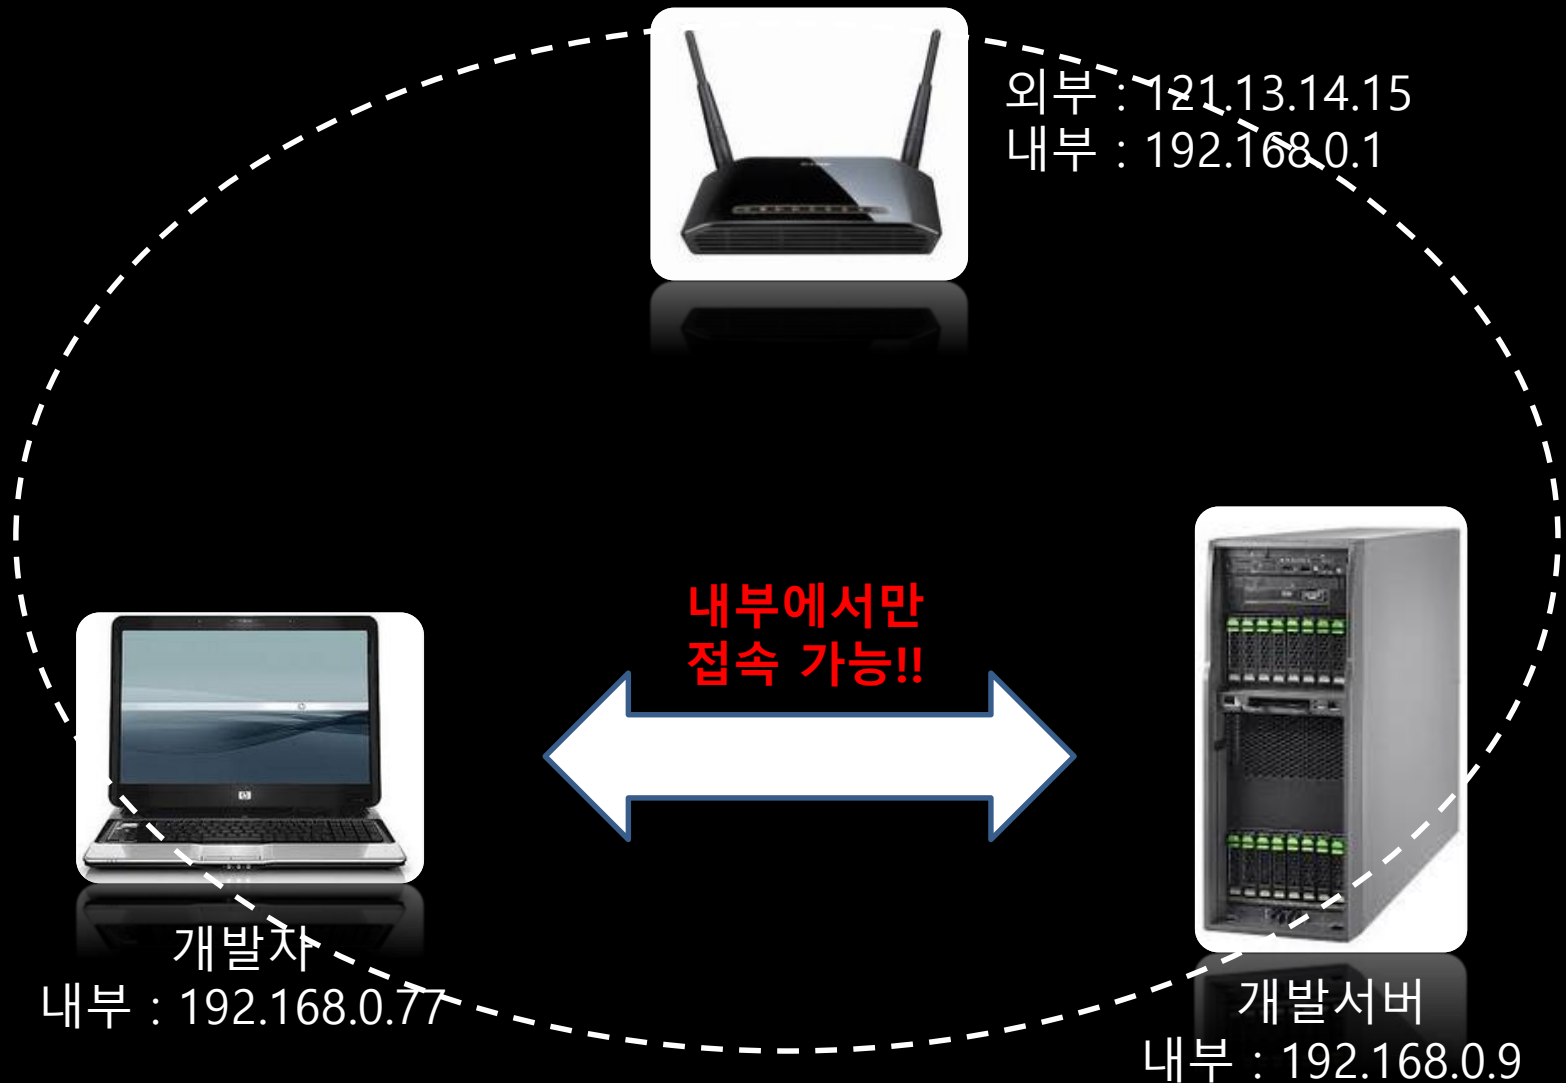 외부 : 121.13.14.15
내부 : 192.168.0.1
내부에서만
접속 가능!!
개발자
내부 : 192.168.0.77
개발서버
내부 : 192.168.0.9